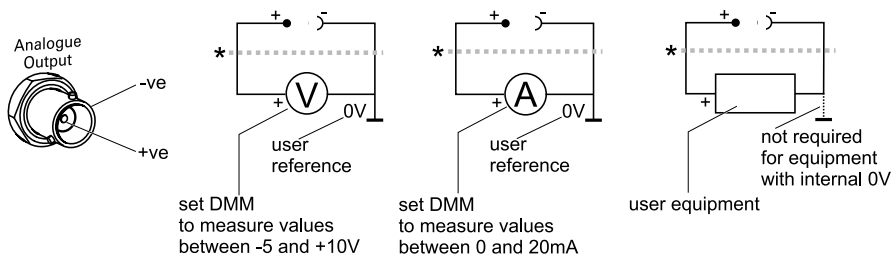 Analogue
Output
-ve
+ve
+ -
*
V
+
0V
user
reference
set DMM
to measure values
between -5 and +10V
+ -
*
A
+
0V
user
reference
set DMM
to measure values
between 0 and 20mA
+ -
*
+
not required
for equipment
with internal 0V
user equipment